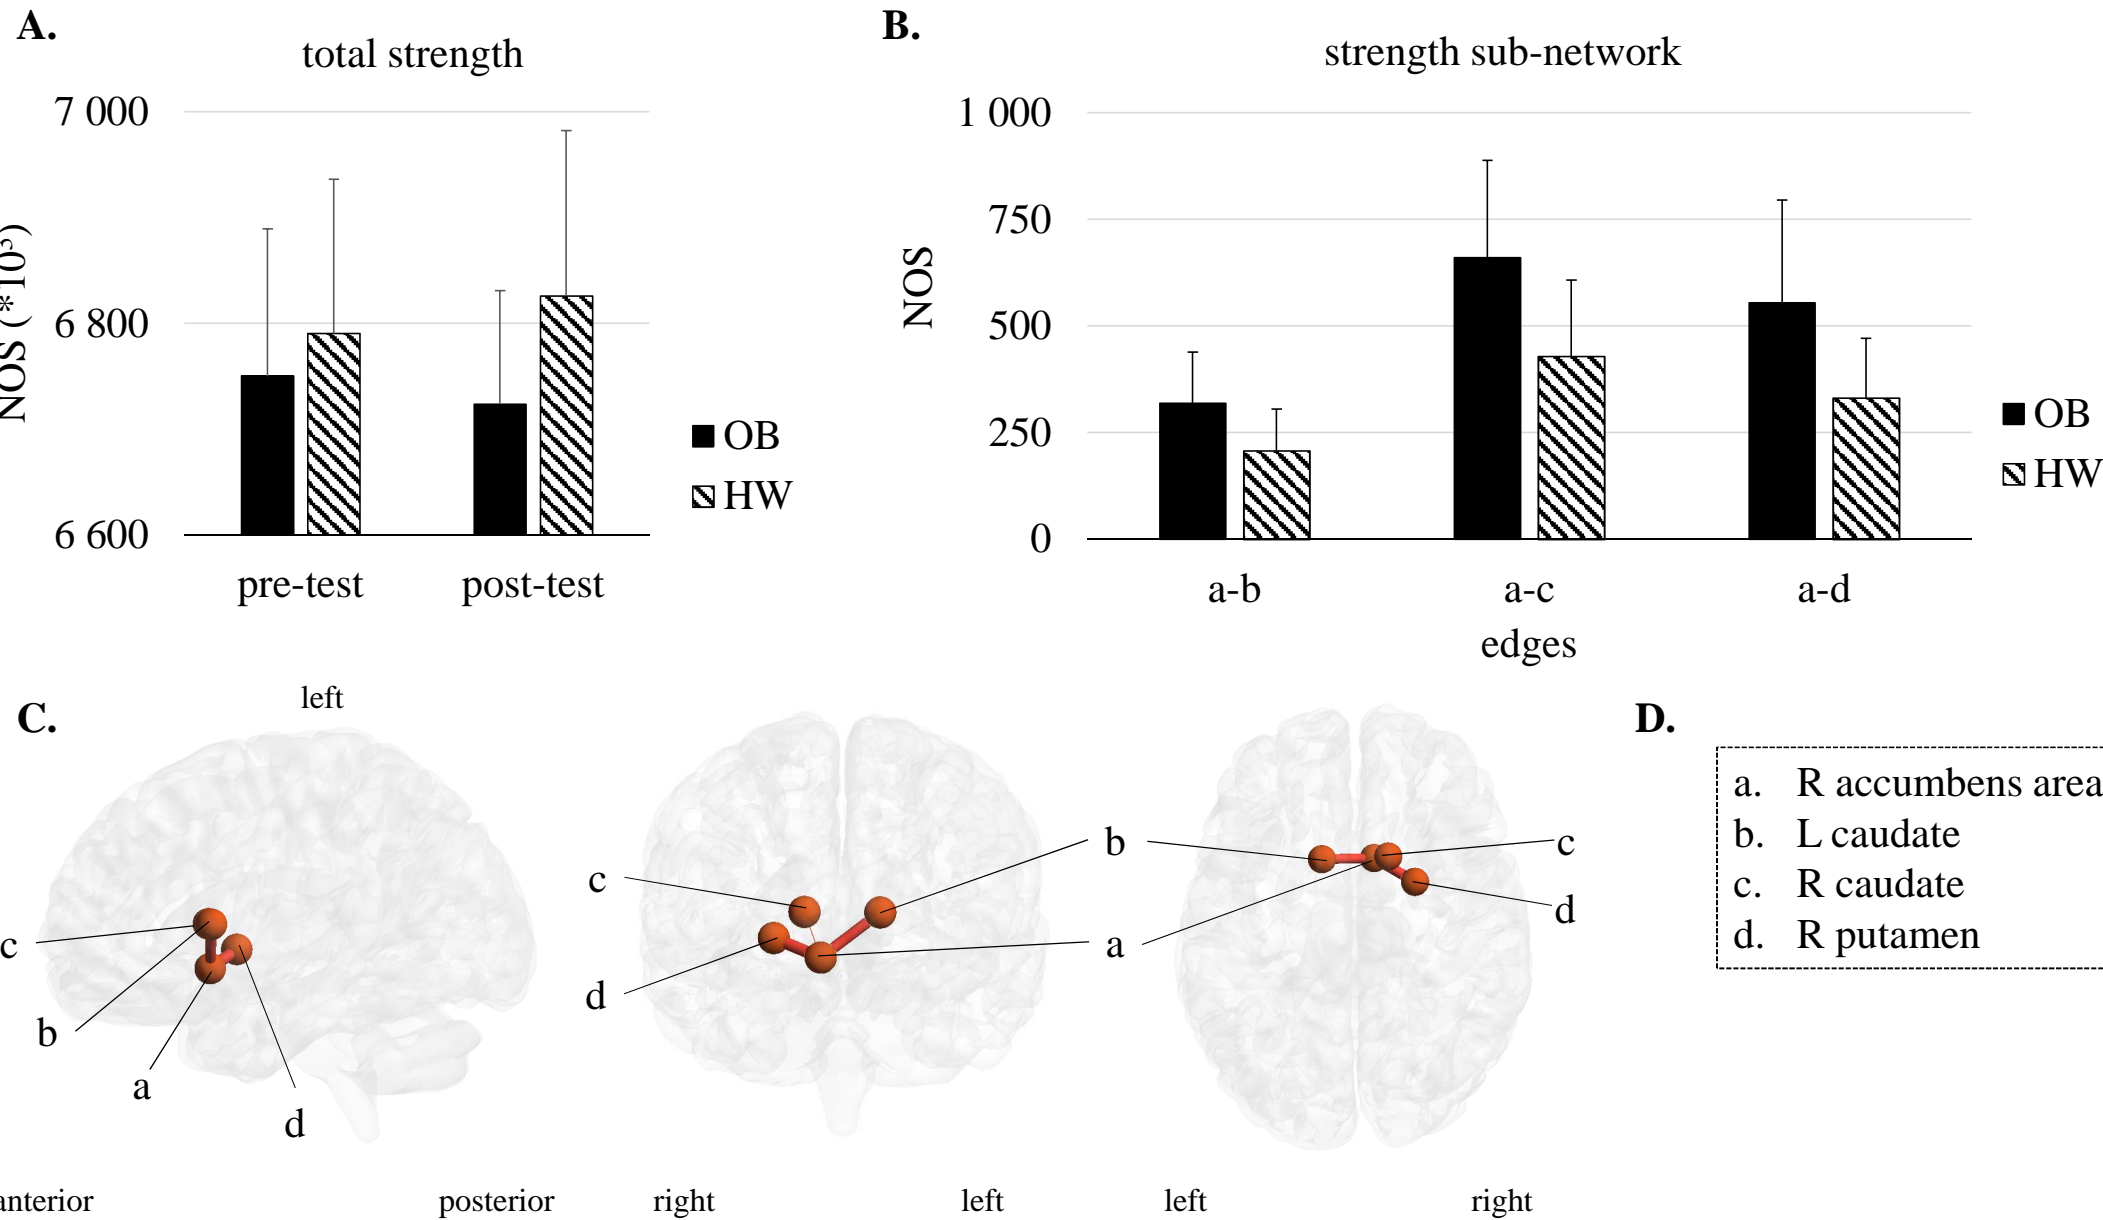 A.
total strength
7 000
6 800
6 600
NOS (*10³)
pre-test
post-test
OB
HW
B.
strength sub-network
1 000
750
500
250
0
NOS
a-b
a-c
a-d
edges
OB
HW
C.
left
c
b
a
d
anterior
posterior
c
d
right
left
b
a
c
d
left
right
D.
a. R accumbens area
b. L caudate
c. R caudate
d. R putamen